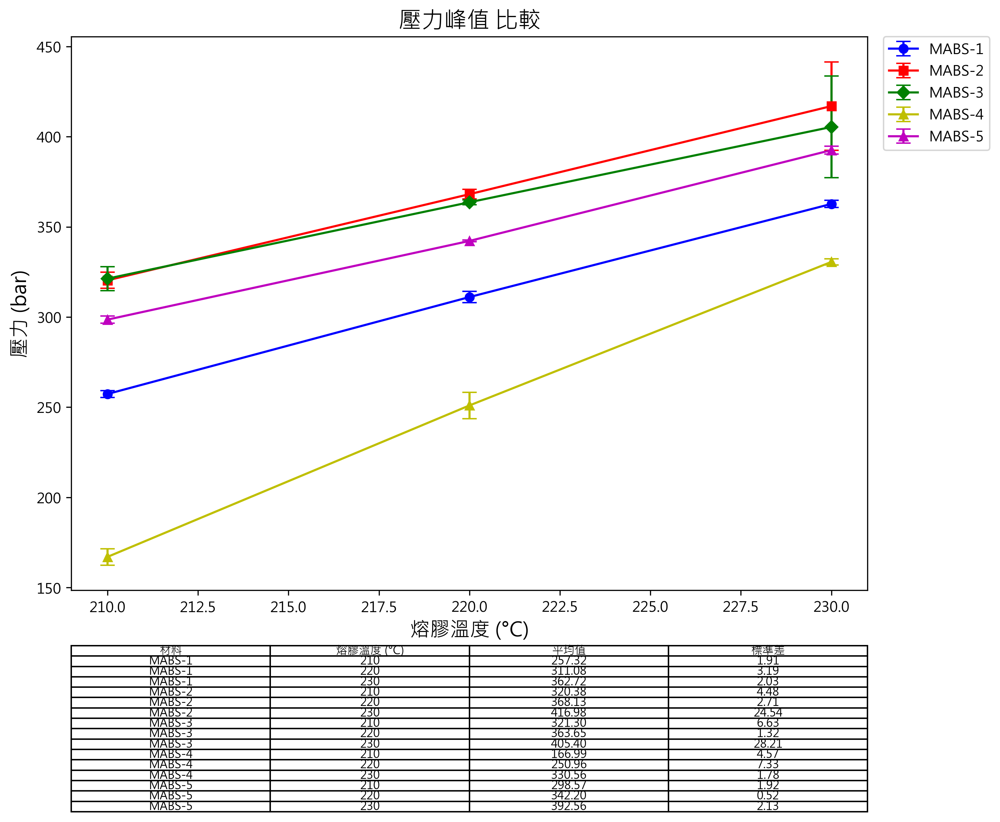 壓力峰值 比較
450
400
350
300
250
200
150
壓力 (bar)
MABS-1
MABS-2
MABS-3
MABS-4
MABS-5
210.0 212.5 215.0 217.5 220.0 222.5 225.0 227.5 230.0
熔膠溫度 (°C)
材料 熔膠溫度 (°C) 平均值 標準差
MABS-1 210 257.32 1.91
MABS-1 220 311.08 3.19
MABS-1 230 362.72 2.03
MABS-2 210 320.38 4.48
MABS-2 220 368.13 2.71
MABS-2 230 416.98 24.54
MABS-3 210 321.30 6.63
MABS-3 220 363.65 1.32
MABS-3 230 405.40 28.21
MABS-4 210 166.99 4.57
MABS-4 220 250.96 7.33
MABS-4 230 330.56 1.78
MABS-5 210 298.57 1.92
MABS-5 220 342.20 0.52
MABS-5 230 392.56 2.13